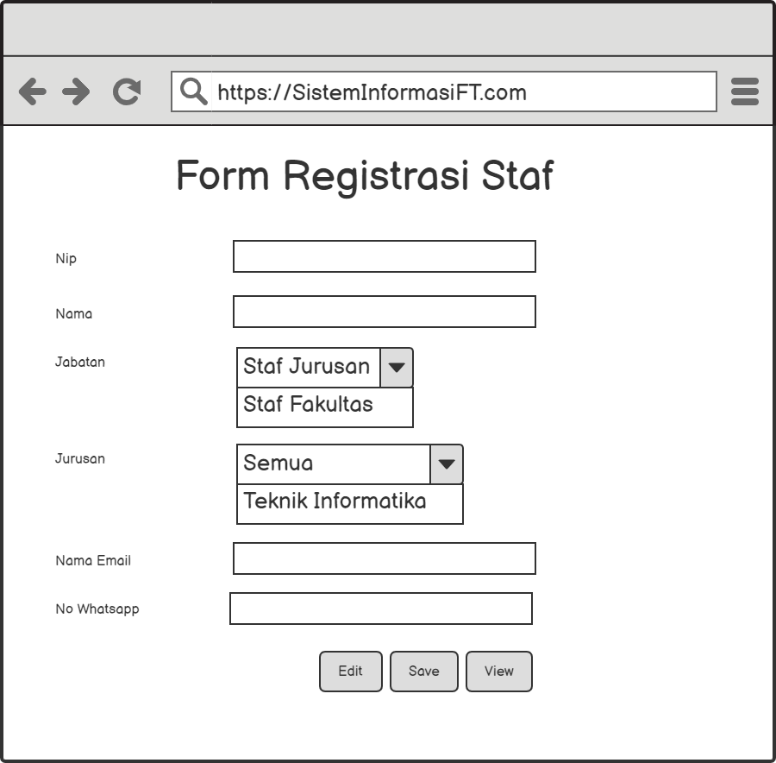 https://SistemInformasiFT.com
Form Registrasi Staf
Nip
Nama
Jabatan
Staf Jurusan
Staf Fakultas
Jurusan
Semua
Teknik Informatika
Nama Email
No Whatsapp
Edit Save View